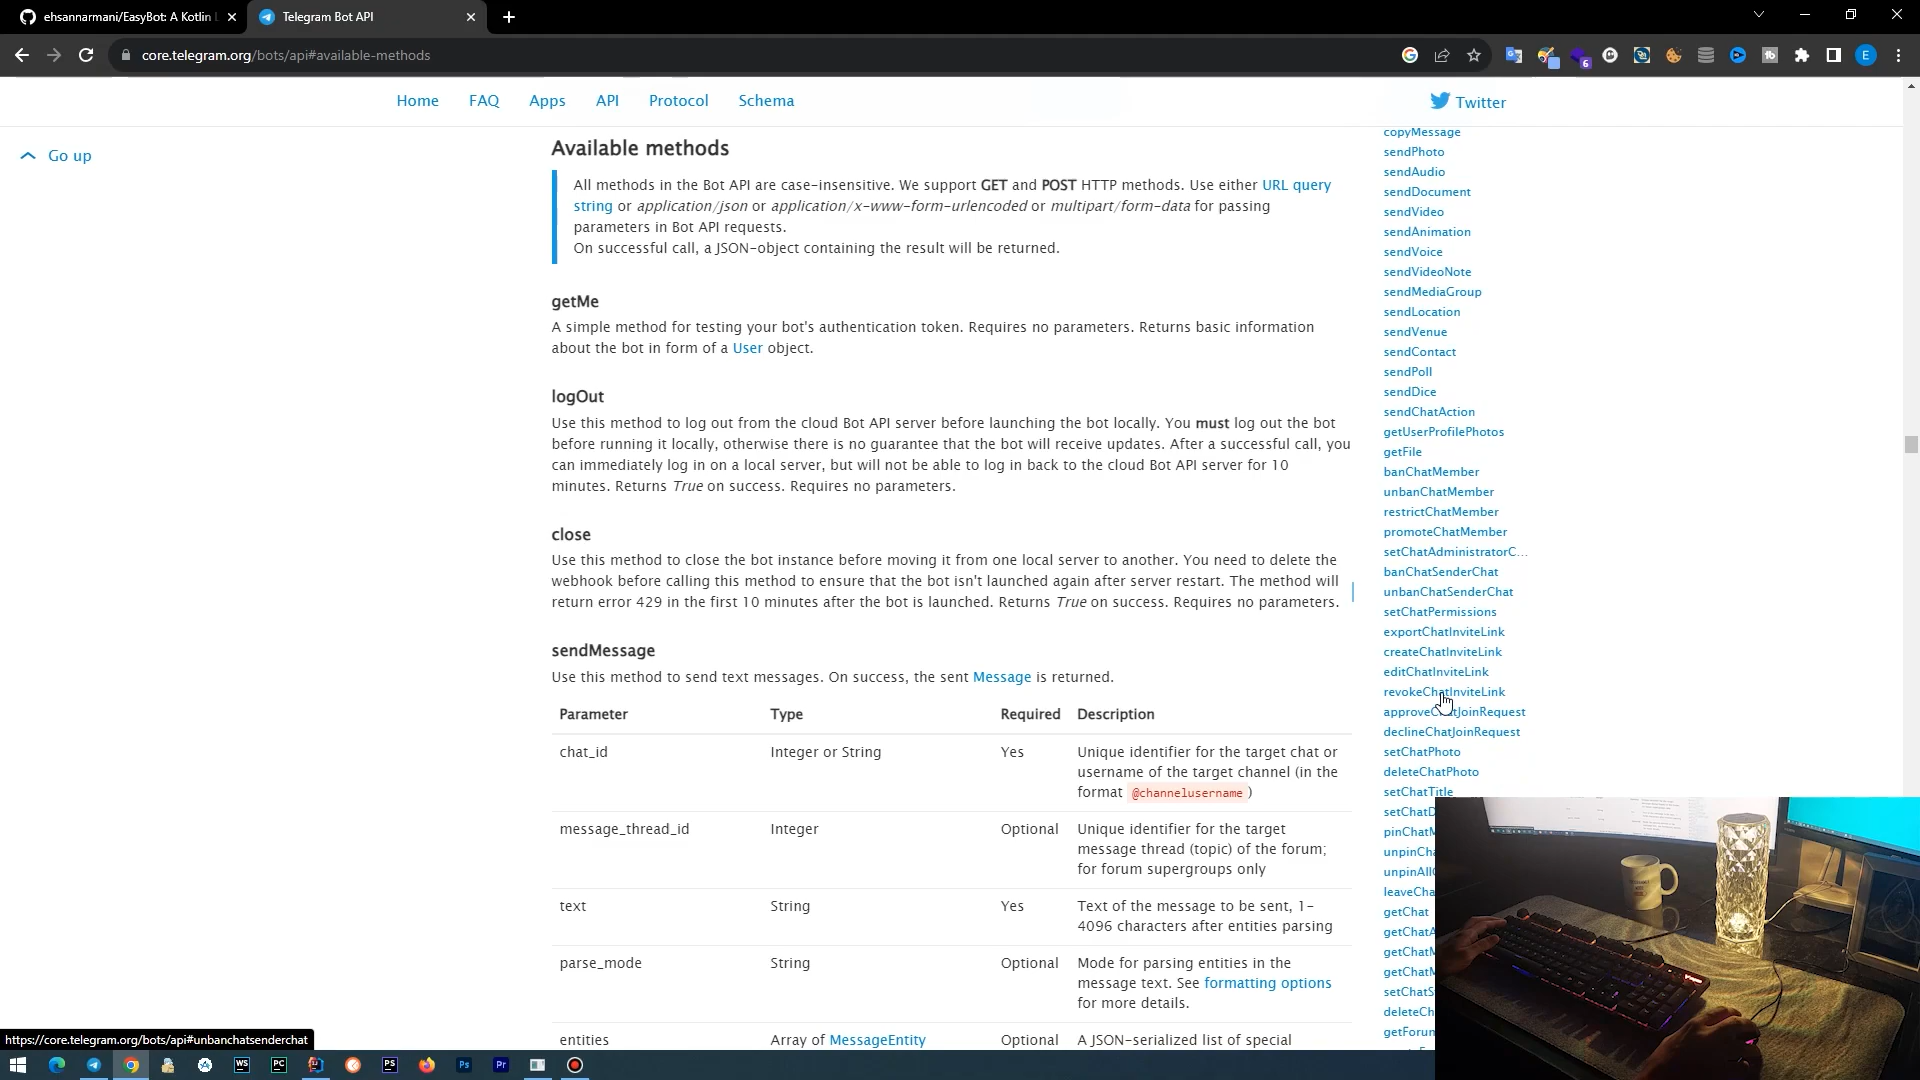 ehsannarmani/EasyBot: A Kotlin
Telegram Bot API
core.telegram.org/bots/api#available-methods
6
E
Home FAQ Apps API Protocol Schema
Twitter
Go up
Available methods
All methods in the Bot API are case-insensitive. We support GET and POST HTTP methods. Use either URL query
string or application/json or application/x-www-form-urlencoded or multipart/form-data for passing
parameters in Bot API requests.
On successful call, a JSON-object containing the result will be returned.
getMe
A simple method for testing your bot's authentication token. Requires no parameters. Returns basic information
about the bot in form of a User object.
logOut
Use this method to log out from the cloud Bot API server before launching the bot locally. You must log out the bot
before running it locally, otherwise there is no guarantee that the bot will receive updates. After a successful call, you
can immediately log in on a local server, but will not be able to log in back to the cloud Bot API server for 10
minutes. Returns True on success. Requires no parameters.
close
Use this method to close the bot instance before moving it from one local server to another. You need to delete the
webhook before calling this method to ensure that the bot isn't launched again after server restart. The method will
return error 429 in the first 10 minutes after the bot is launched. Returns True on success. Requires no parameters.
sendMessage
Use this method to send text messages. On success, the sent Message is returned.
Parameter Type Required Description
chat_id Integer or String Yes Unique identifier for the target chat or
username of the target channel (in the
format @channelusername)
message_thread_id Integer Optional Unique identifier for the target
message thread (topic) of the forum;
for forum supergroups only
text String Yes Text of the message to be sent, 1-
4096 characters after entities parsing
parse_mode String Optional Mode for parsing entities in the
message text. See formatting options
for more details.
entities Array of MessageEntity Optional A JSON-serialized list of special
copyMessage
sendPhoto
sendAudio
sendDocument
sendVideo
sendAnimation
sendVoice
sendVideoNote
sendMediaGroup
sendLocation
sendVenue
sendContact
sendPoll
sendDice
sendChatAction
getUserProfilePhotos
getFile
banChatMember
unbanChatMember
restrictChatMember
promoteChatMember
setChatAdministratorC...
banChatSenderChat
unbanChatSenderChat
setChatPermissions
exportChatInviteLink
createChatInviteLink
editChatInviteLink
revokeChatInviteLink
approveChatJoinRequest
declineChatJoinRequest
setChatPhoto
deleteChatPhoto
setChatTitle
setChatD
pinChatM
unpinCha
unpinAllC
leaveCha
getChat
getChatA
getChatM
getChatM
setChatS
deleteCh
getForum
https://core.telegram.org/bots/api#unbanchatsenderchat
WS
PC
PS
Ps
Pr